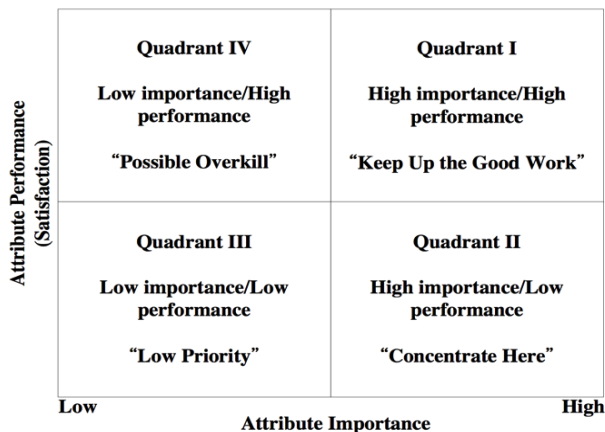 Attribute Performance
(Satisfaction)
Quadrant IV
Low importance/High
performance
“Possible Overkill”
Quadrant I
High importance/High
performance
“Keep Up the Good Work”
Quadrant III
Low importance/Low
performance
“Low Priority”
Quadrant II
High importance/Low
performance
“Concentrate Here”
Low
High
Attribute Importance